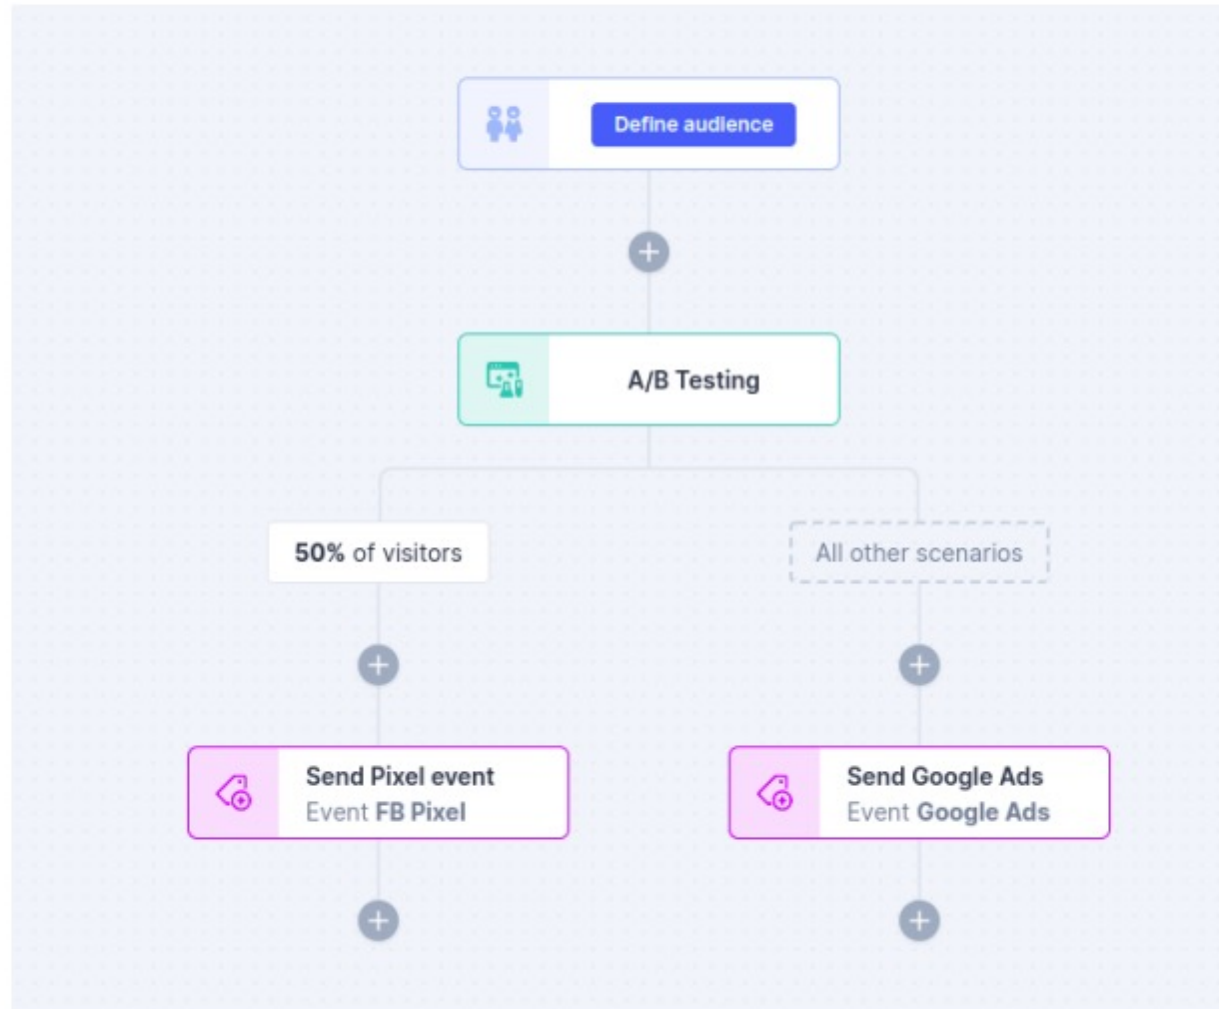 Define audience
A/B Testing
50% of visitors
All other scenarios
Send Pixel event
Event FB Pixel
Send Google Ads
Event Google Ads